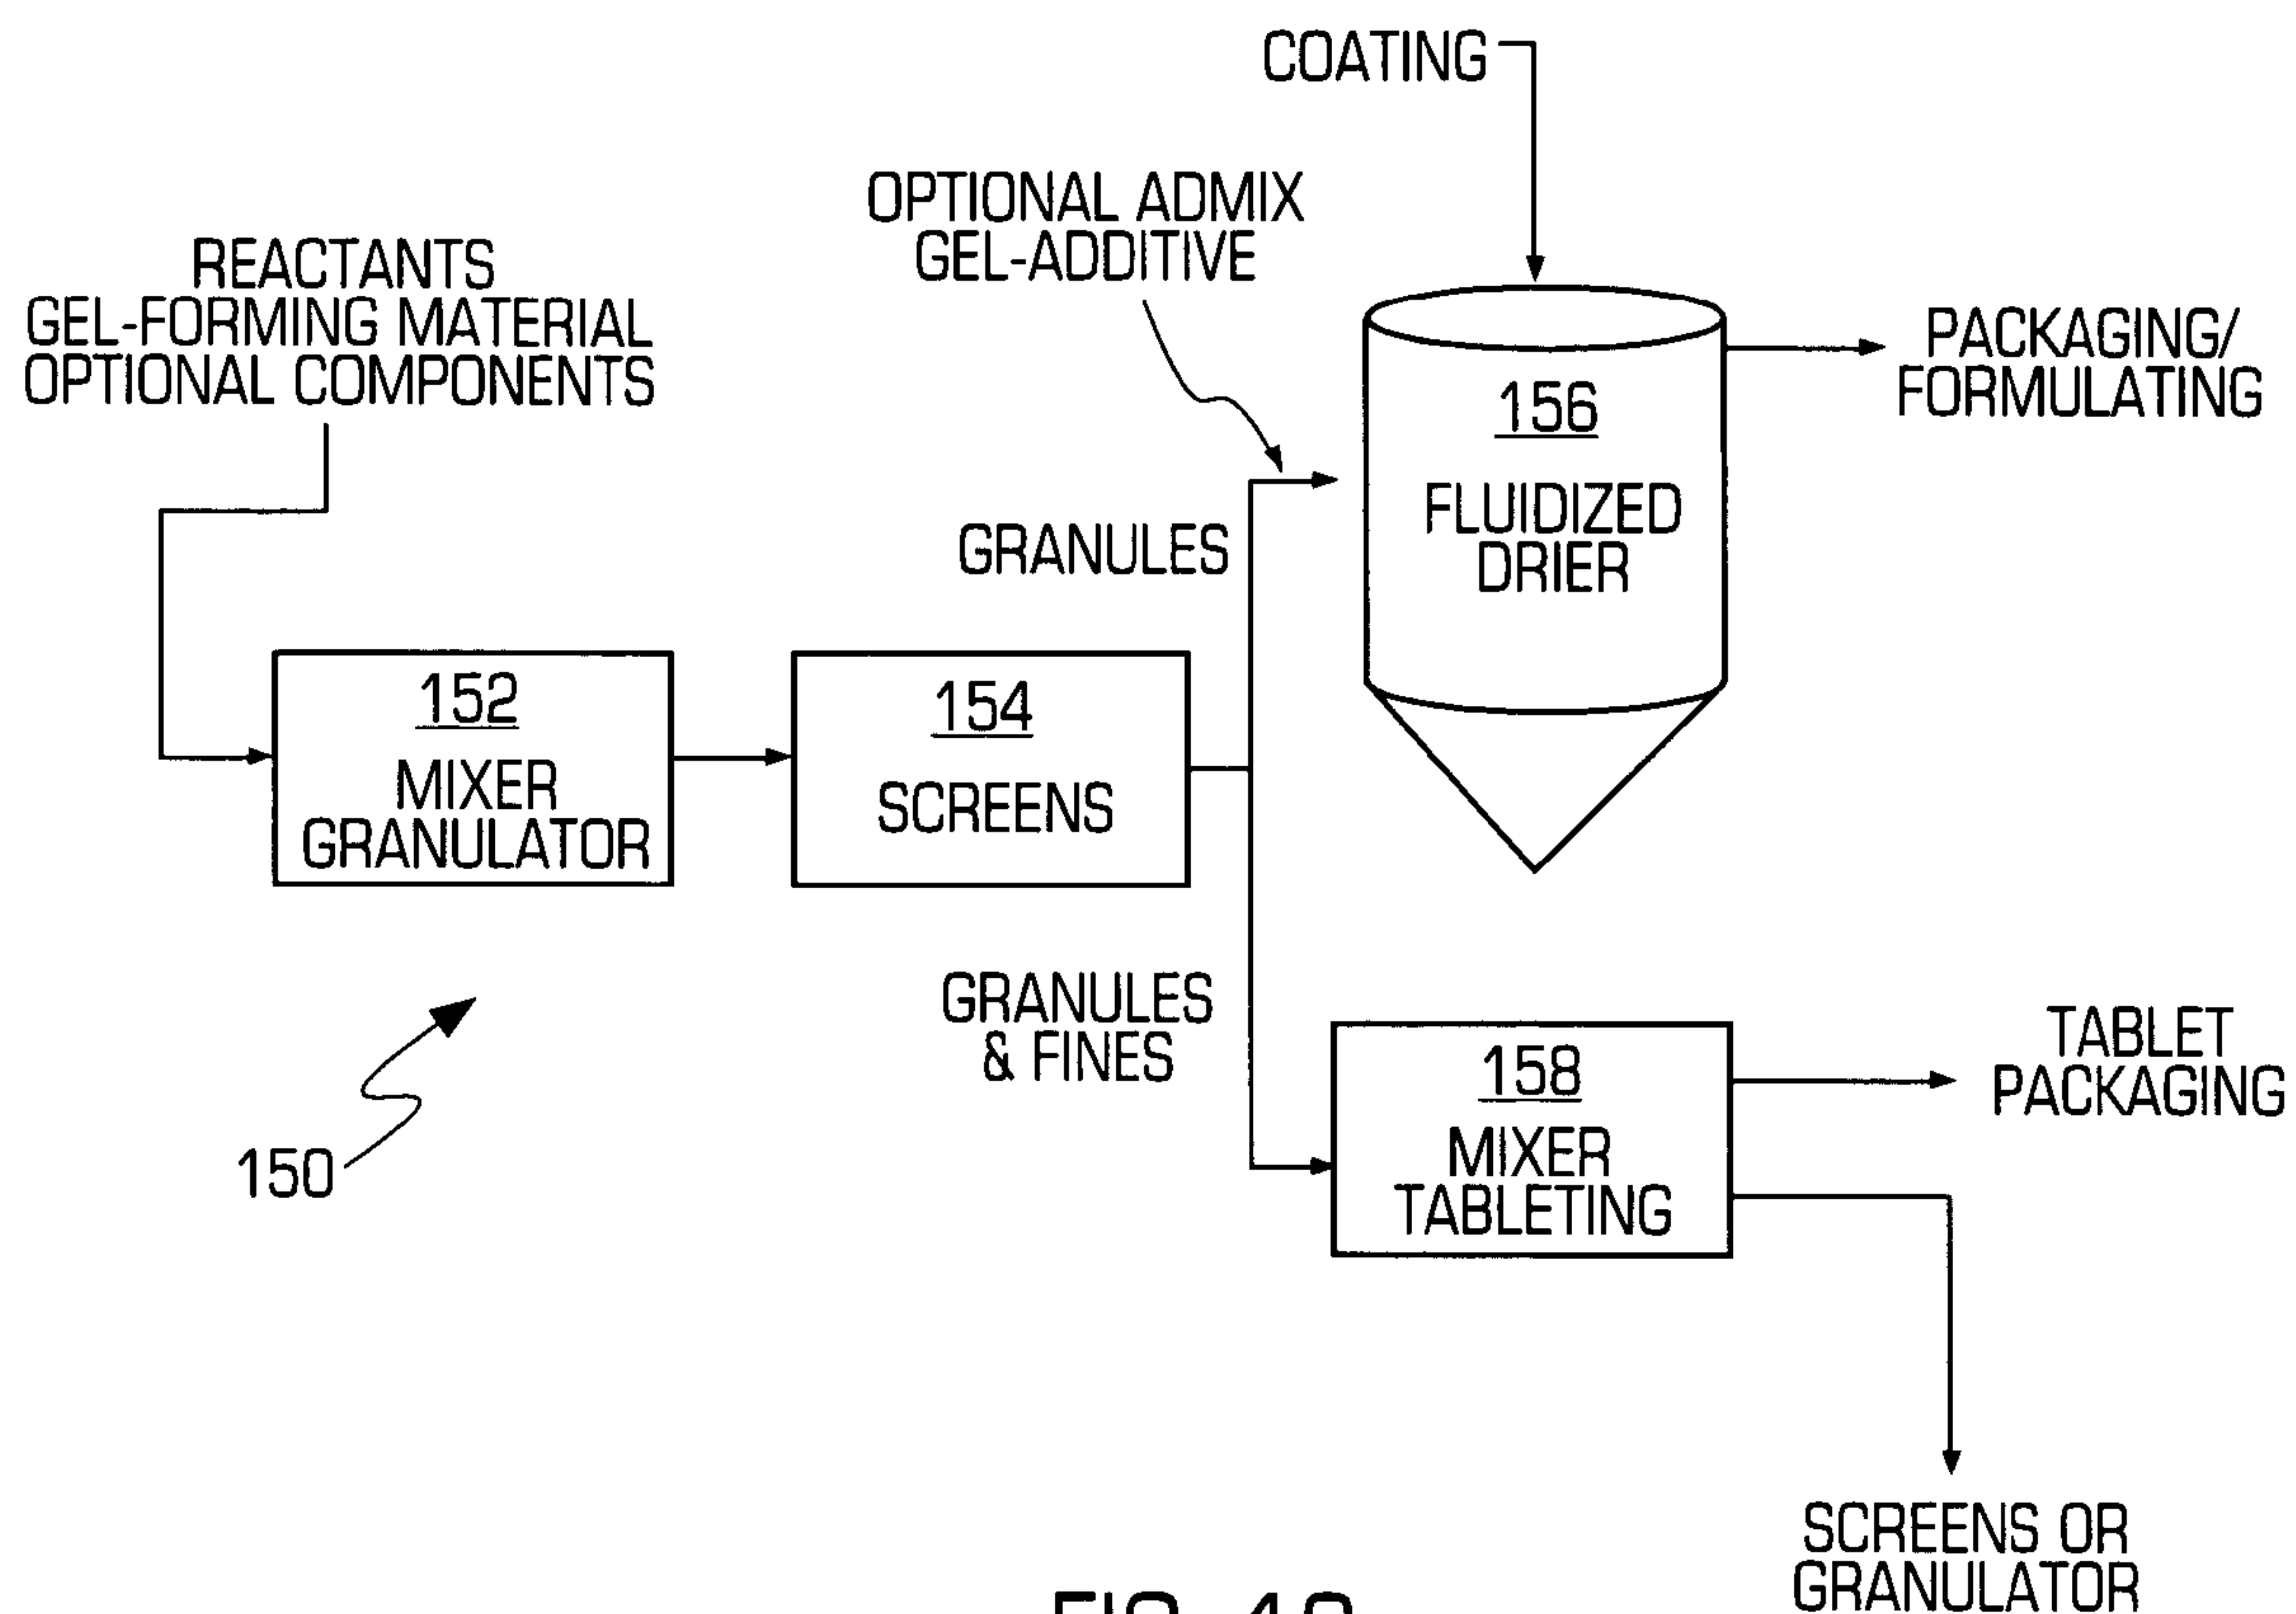 COATING
OPTIONAL ADMIX
GEL-ADDITIVE
REACTANTS
GEL-FORMING MATERIAL
OPTIONAL COMPONENTS
PACKAGING/
FORMULATING
156
FLUIDIZED
DRIER
GRANULES
152
MIXER
GRANULATOR
154
SCREENS
GRANULES
& FINES
150
158
MIXER
TABLETING
TABLET
PACKAGING
SCREENS OR
GRANULATOR
FIG.